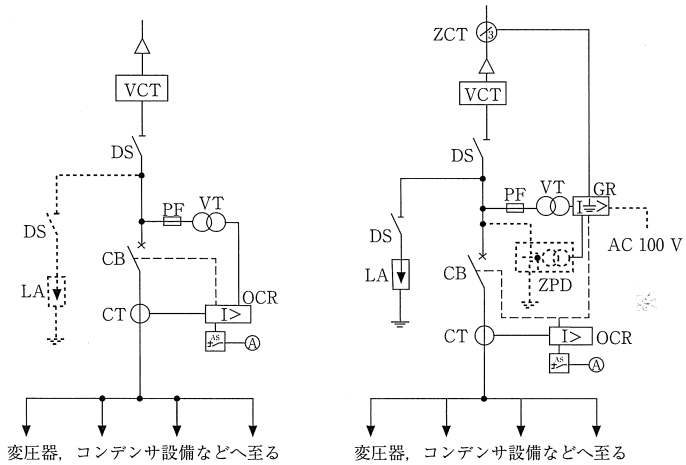 VCT
DS
PF
VT
DS
CB
LA
OCR
CT
I>
AS
A
変圧器，コンデンサ設備などへ至る
ZCT
3
VCT
DS
PF
VT
GR
I>
DS
AC 100 V
LA
CB
ZPD
CT
I>
OCR
AS
A
変圧器，コンデンサ設備などへ至る